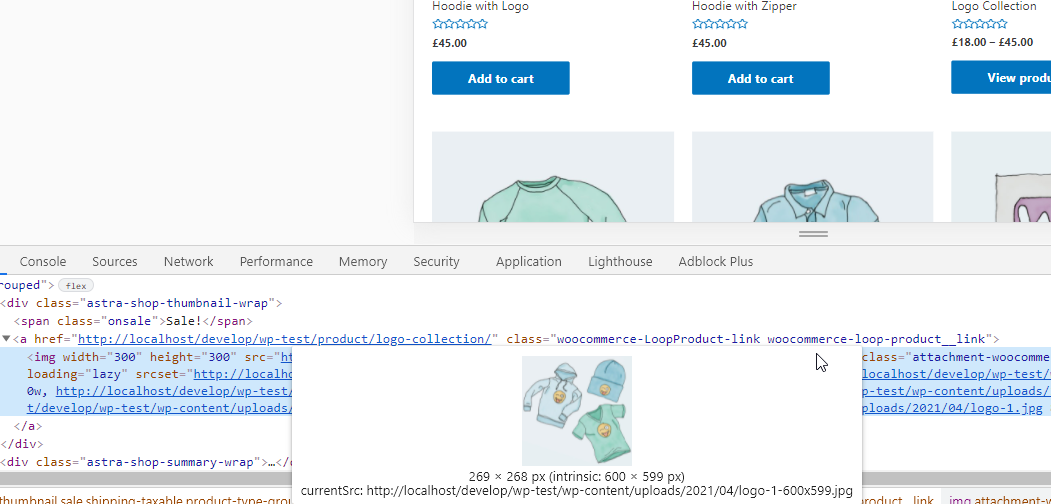 Hoodie with Logo
Hoodie with Zipper
Logo Collection
£45.00
£45.00
£18.00 – £45.00
Add to cart
Add to cart
View produ
Console Sources Network Performance Memory Security Application Lighthouse Adblock Plus
rouped"> flex
<div class="astra-shop-thumbnail-wrap">
<span class="onsale">Sale!</span>
▼<a href="http://localhost/develop/wp-test/product/logo-collection/" class="woocommerce-LoopProduct-link woocommerce-loop-product__link">
<img width="300" height="300" src="ht class="attachment-woocomme
loading="lazy" srcset="http://localho localhost/develop/wp-test/
0w, http://localhost/develop/wp-test/ p-test/wp-content/uploads/
t/develop/wp-test/wp-content/uploads/ ploads/2021/04/logo-1.jpg
</a>
</div>
<div class="astra-shop-summary-wrap">…</
269 × 268 px (intrinsic: 600 × 599 px)
currentSrc: http://localhost/develop/wp-test/wp-content/uploads/2021/04/logo-1-600x599.jpg
thumbnail.sale.shipping-taxable.product-type-grou product__link img.attachment-w